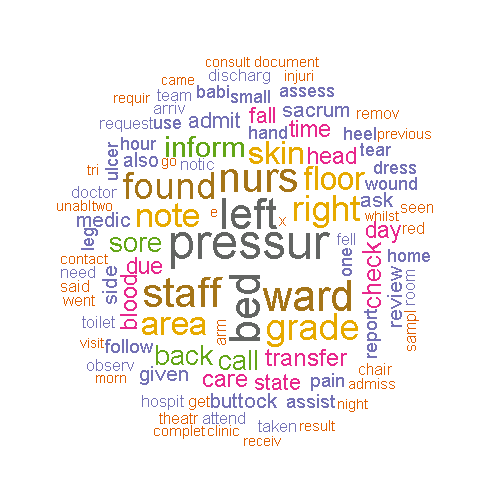 consult document
came discharg injuri
requir team babi small assess
arriv
request use admit hand fall time sacrum remov
heel previous
ulcer hour also go notic inform skin head tear
tri found nurs floor dress
doctor wound
unabl two medic note e left x right ask whilst seen
leg sore pressur fell day red
contact due one home
need side blood staff bed ward check review room
said
went
toilet area arm grade report sampl
visit follow back call transfer
observ chair
morn given care state pain admiss
hospit get buttock assist night
theatr attend
complet clinic taken result
receiv